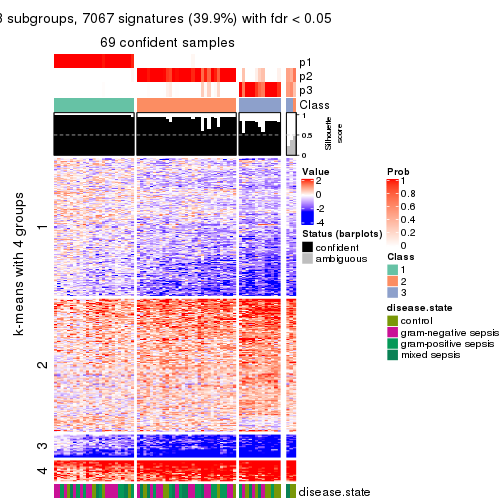 3 subgroups, 7067 signatures (39.9%) with fdr < 0.05
69 confident samples
p1
p2
p3
Class
1
0.5
0
Silhouette
score
k-means with 4 groups
1
2
3
4
disease.state
Value
2
0
-2
-4
Status (barplots)
confident
ambiguous
Prob
1
0.8
0.6
0.4
0.2
0
Class
1
2
3
disease.state
control
gram-negative sepsis
gram-positive sepsis
mixed sepsis